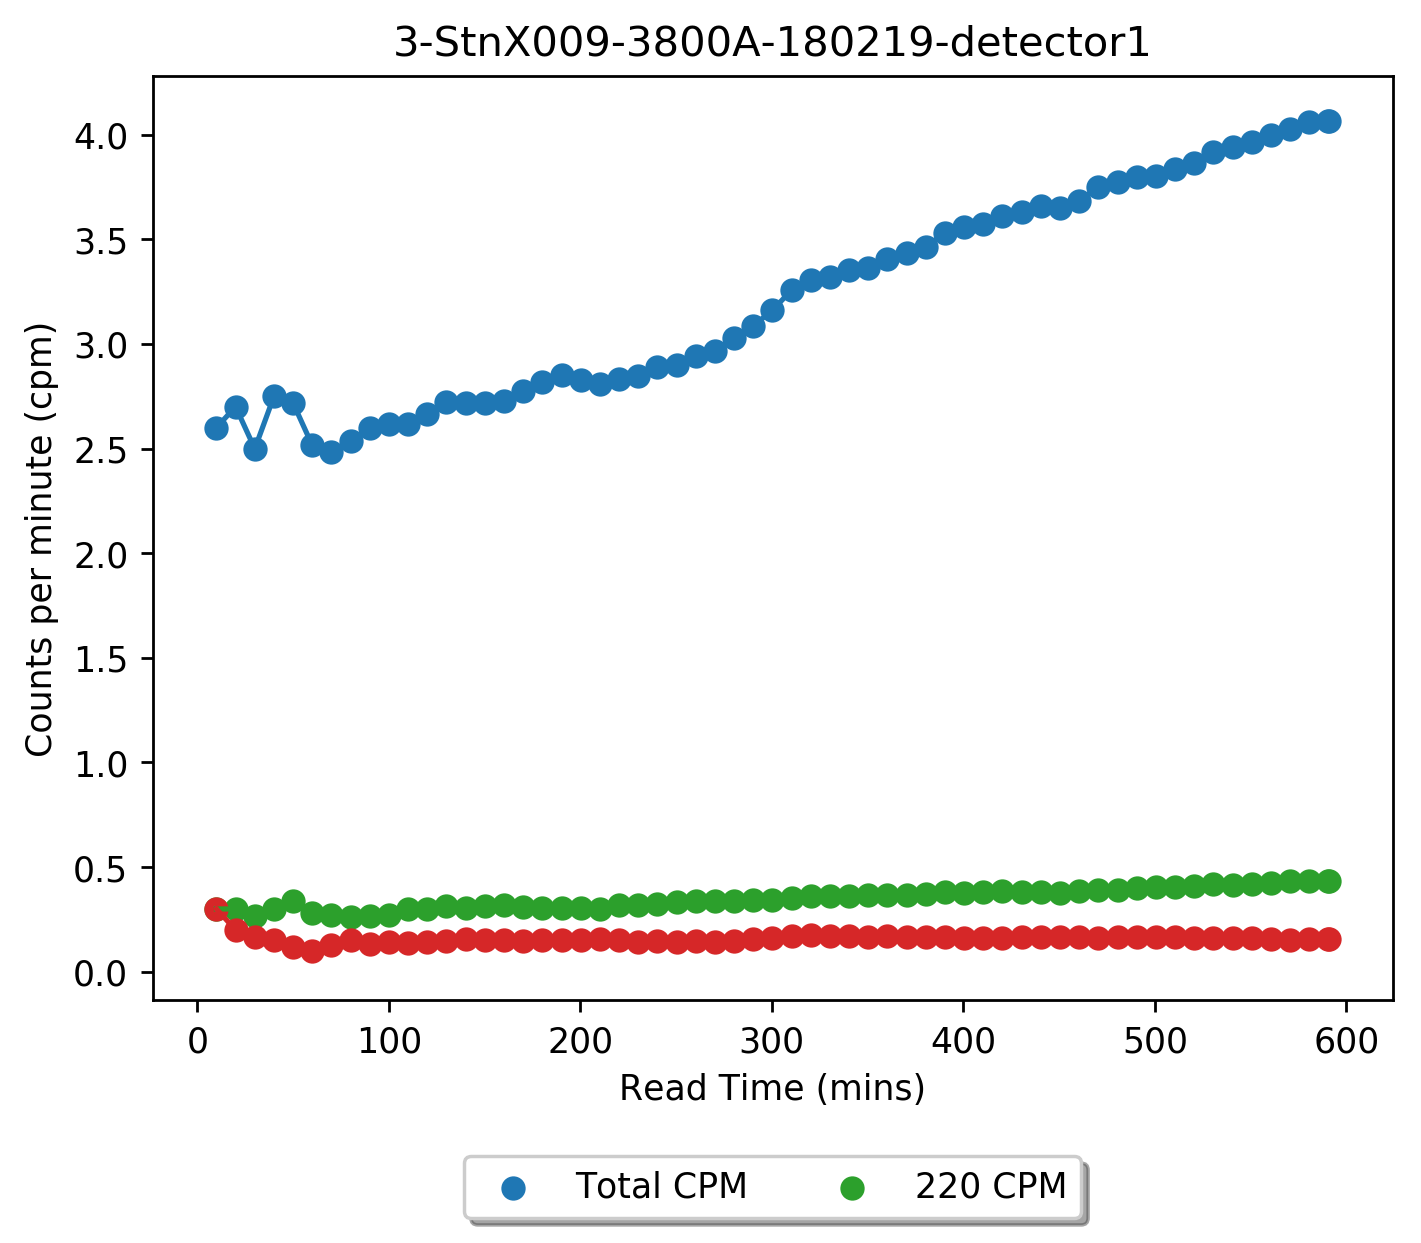 3-StnX009-3800A-180219-detector1
Counts per minute (cpm)
4.0
3.5
3.0
2.5
2.0
1.5
1.0
0.5
0.0
0 100 200 300 400 500 600
Read Time (mins)
Total CPM 220 CPM